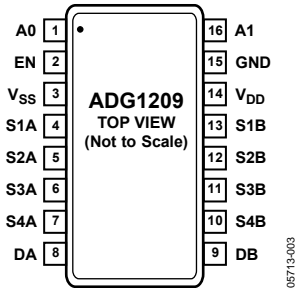 A0 1 16 A1
EN 2 15 GND
VSS 3 14 VDD
ADG1209
TOP VIEW
(Not to Scale)
S1A 4 13 S1B
S2A 5 12 S2B
S3A 6 11 S3B
S4A 7 10 S4B
DA 8 9 DB
05713-003